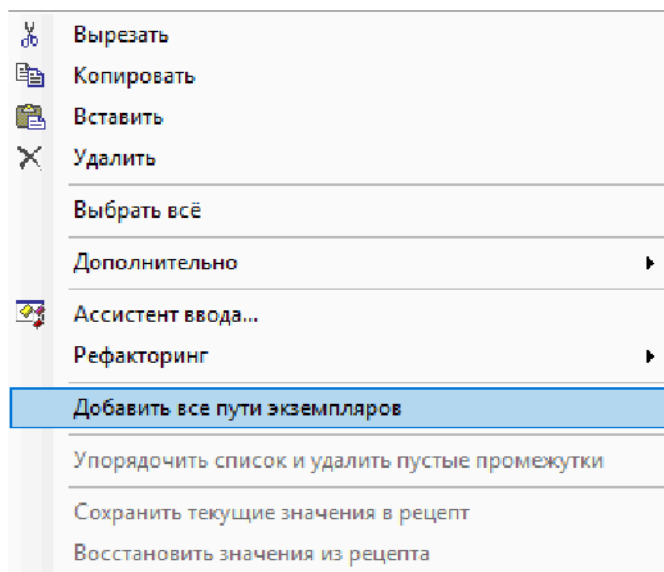 Вырезать
Копировать
Вставить
Удалить
Выбрать всё
Дополнительно
Ассистент ввода...
Рефакторинг
Добавить все пути экземпляров
Упорядочить список и удалить пустые промежутки
Сохранить текущие значения в рецепт
Восстановить значения из рецепта